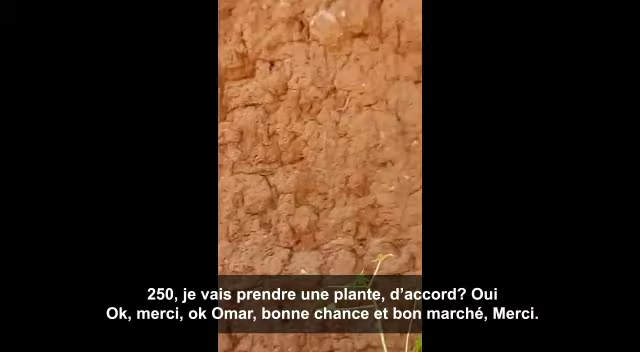 250, je vais prendre une plante, d’accord? Oui
Ok, merci, ok Omar, bonne chance et bon marché, Merci.